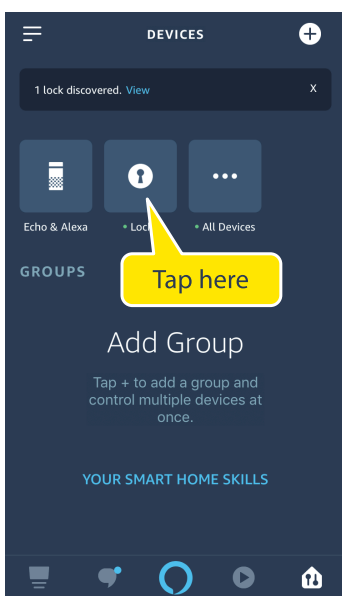 DEVICES
1 lock discovered. View X
Echo & Alexa
• All Devices
GROUPS
Tap here
Add Group
Tap + to add a group and
control multiple devices at
once.
YOUR SMART HOME SKILLS